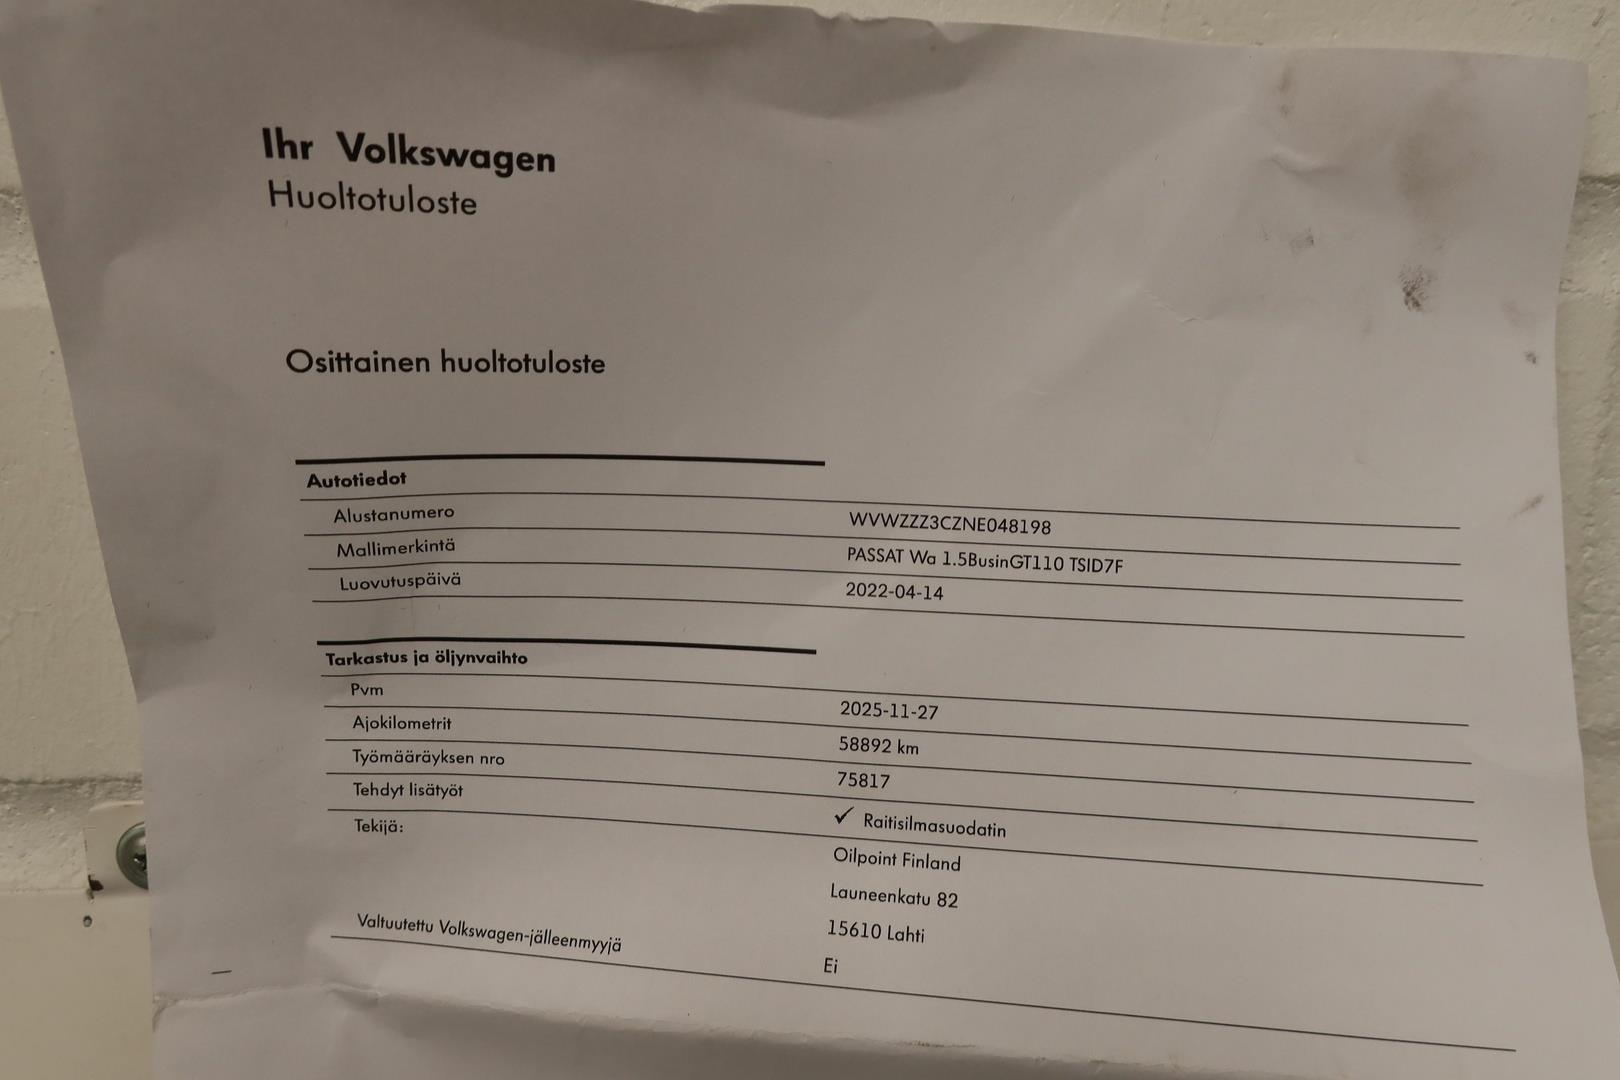 Ihr Volkswagen
Huoltotuloste
Osittainen huoltotuloste
Autotiedot
Alustanumero WVWZZZ3CZNE048198
Mallimerkintä PASSAT Wa 1.5BusinGT110 TSID7F
Luovutuspäivä 2022-04-14
Tarkastus ja öljynvaihto
Pvm 2025-11-27
Ajokilometrit 58892 km
Työmääräyksen nro 75817
Tehdyt lisätyöt ✓ Raitisilmasuodatin
Tekijä: Oilpoint Finland
Launeenkatu 82
15610 Lahti
Valtuutettu Volkswagen-jälleenmyyjä Ei